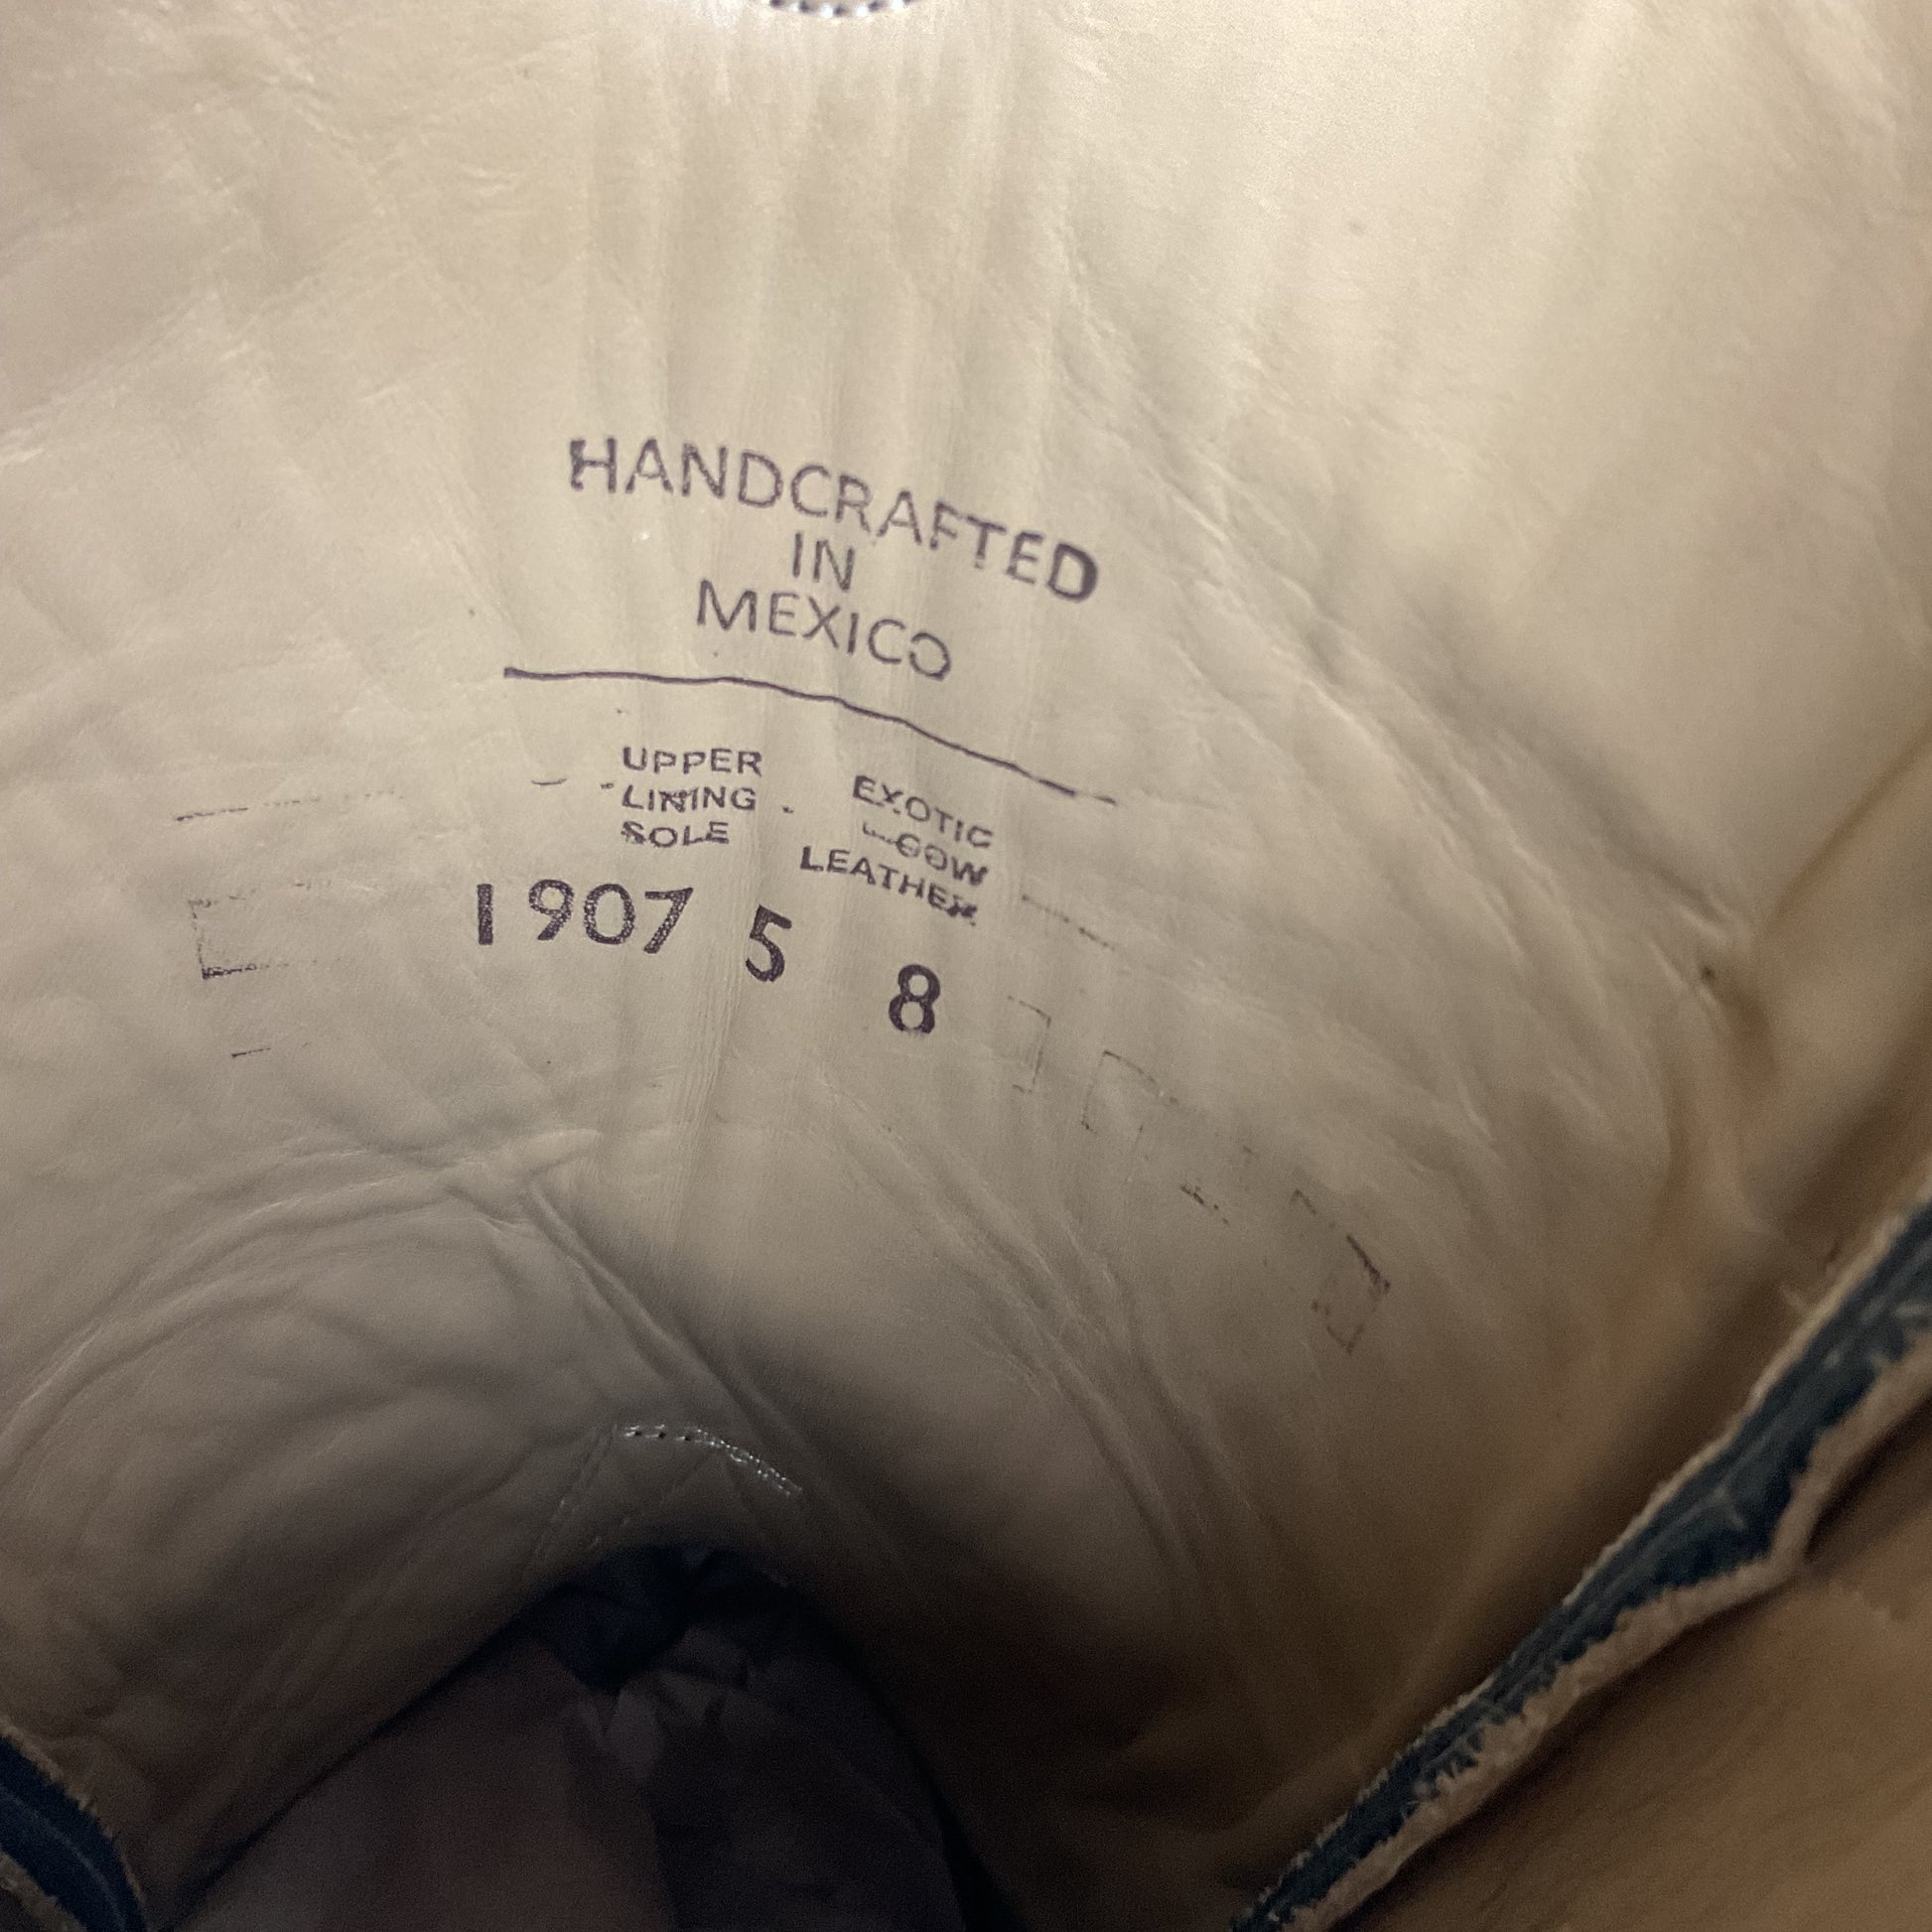 HANDCRAFTED
IN
MEXICO
UPPER EXOTIC
LINING COW
SOLE LEATHER
1907 5 8